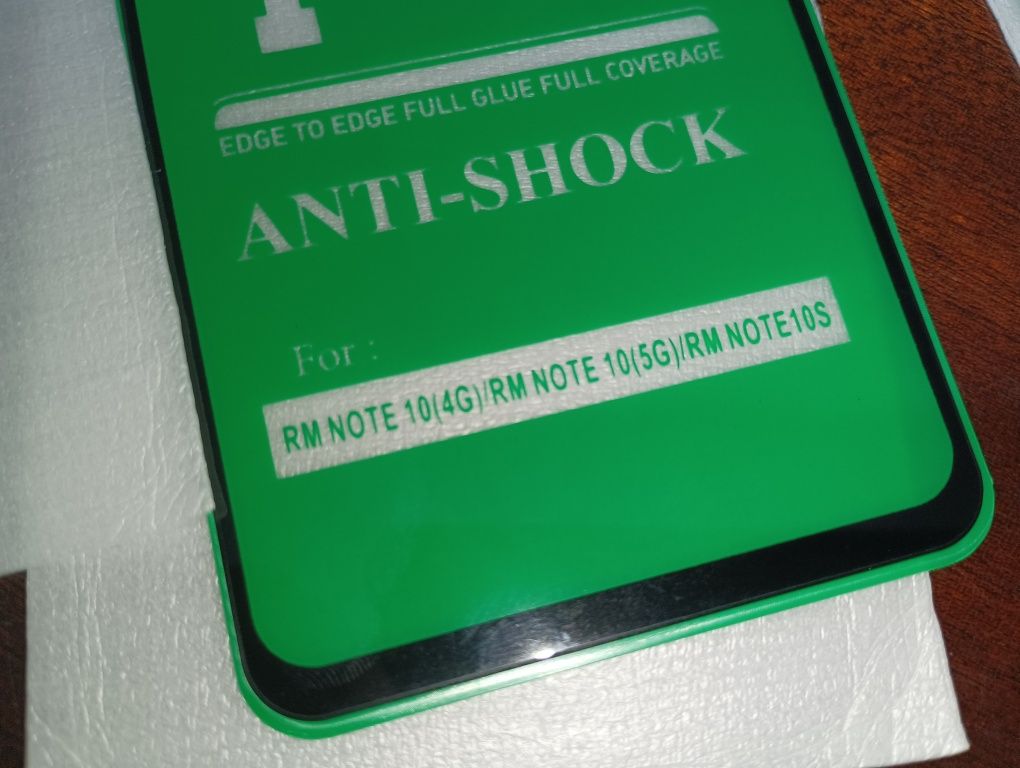 EDGE TO EDGE FULL GLUE FULL COVERAGE
ANTI-SHOCK
For :
RM NOTE 10(4G)/RM NOTE 10(5G)/RM NOTE10S